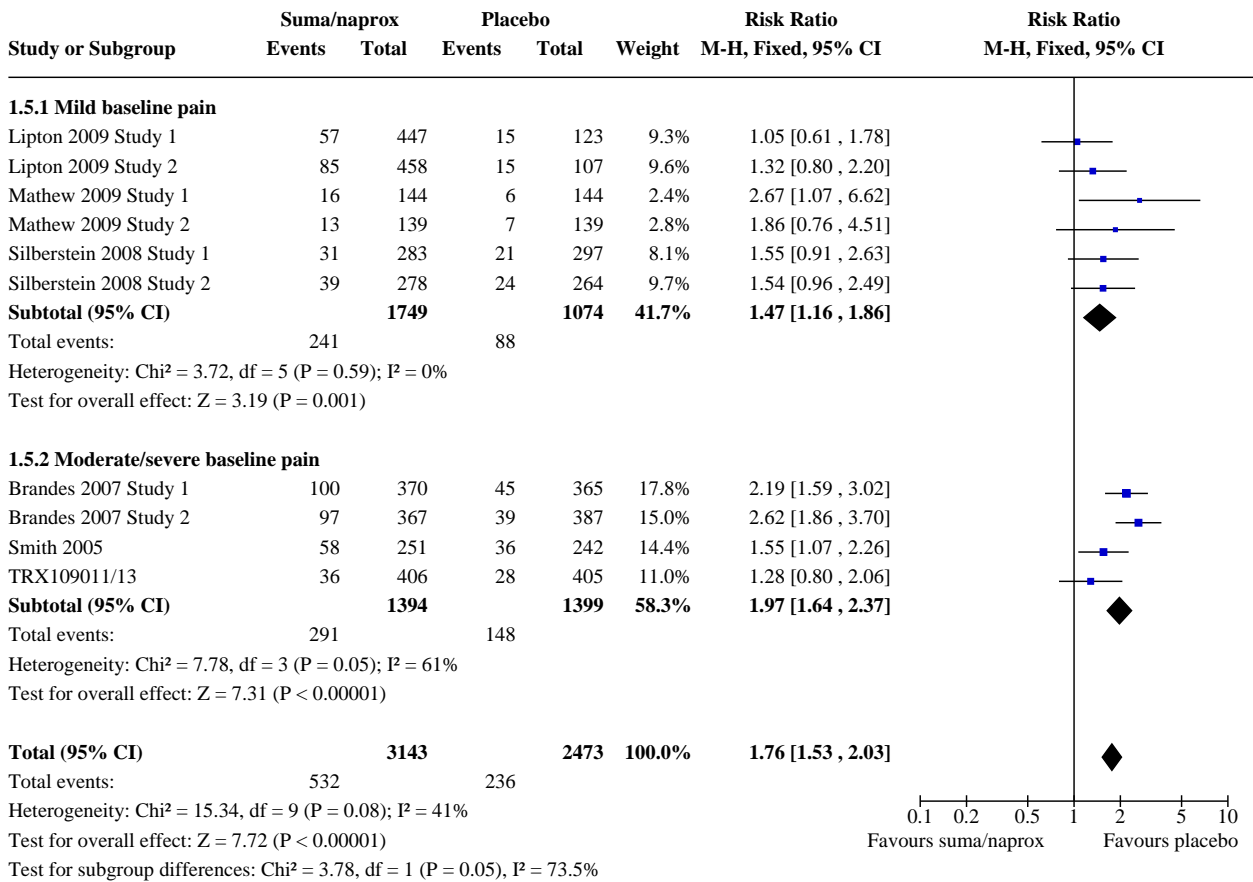 Suma/naprox Placebo Risk Ratio Risk Ratio
Study or Subgroup Events Total Events Total Weight M-H, Fixed, 95% CI M-H, Fixed, 95% CI
1.5.1 Mild baseline pain
Lipton 2009 Study 1 57 447 15 123 9.3% 1.05 [0.61 , 1.78]
Lipton 2009 Study 2 85 458 15 107 9.6% 1.32 [0.80 , 2.20]
Mathew 2009 Study 1 16 144 6 144 2.4% 2.67 [1.07 , 6.62]
Mathew 2009 Study 2 13 139 7 139 2.8% 1.86 [0.76 , 4.51]
Silberstein 2008 Study 1 31 283 21 297 8.1% 1.55 [0.91 , 2.63]
Silberstein 2008 Study 2 39 278 24 264 9.7% 1.54 [0.96 , 2.49]
Subtotal (95% CI) 1749 1074 41.7% 1.47 [1.16 , 1.86]
Total events: 241 88
Heterogeneity: Chi² = 3.72, df = 5 (P = 0.59); I² = 0%
Test for overall effect: Z = 3.19 (P = 0.001)
1.5.2 Moderate/severe baseline pain
Brandes 2007 Study 1 100 370 45 365 17.8% 2.19 [1.59 , 3.02]
Brandes 2007 Study 2 97 367 39 387 15.0% 2.62 [1.86 , 3.70]
Smith 2005 58 251 36 242 14.4% 1.55 [1.07 , 2.26]
TRX109011/13 36 406 28 405 11.0% 1.28 [0.80 , 2.06]
Subtotal (95% CI) 1394 1399 58.3% 1.97 [1.64 , 2.37]
Total events: 291 148
Heterogeneity: Chi² = 7.78, df = 3 (P = 0.05); I² = 61%
Test for overall effect: Z = 7.31 (P < 0.00001)
Total (95% CI) 3143 2473 100.0% 1.76 [1.53 , 2.03]
Total events: 532 236
Heterogeneity: Chi² = 15.34, df = 9 (P = 0.08); I² = 41%
0.1 0.2 0.5 1 2 5 10
Test for overall effect: Z = 7.72 (P < 0.00001) Favours suma/naprox Favours placebo
Test for subgroup differences: Chi² = 3.78, df = 1 (P = 0.05), I² = 73.5%